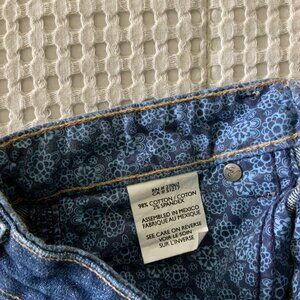 98% COTTON / COTON
2% SPANDEX
ASSEMBLED IN MEXICO
FABRIQUE AU MEXIQUE
SEE CARE ON REVERSE
VOIR LE SOIN
SUR L'INVERSE